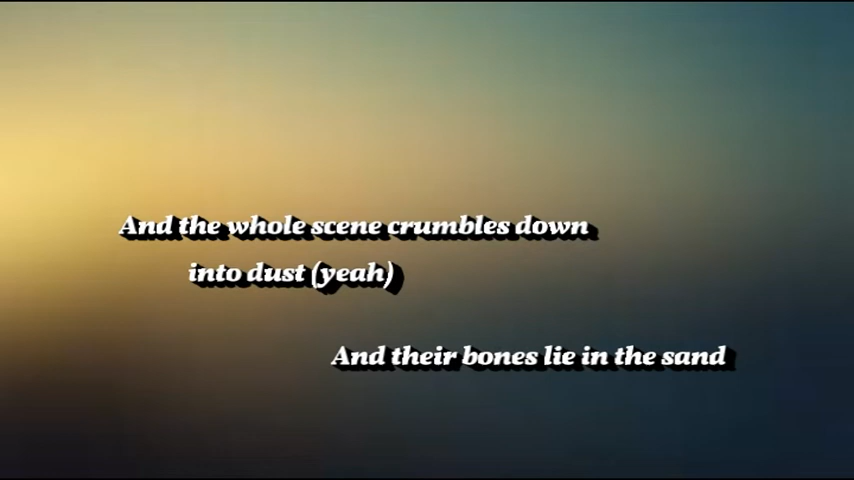 And the whole scene crumbles down
into dust (yeah)
And their bones lie in the sand